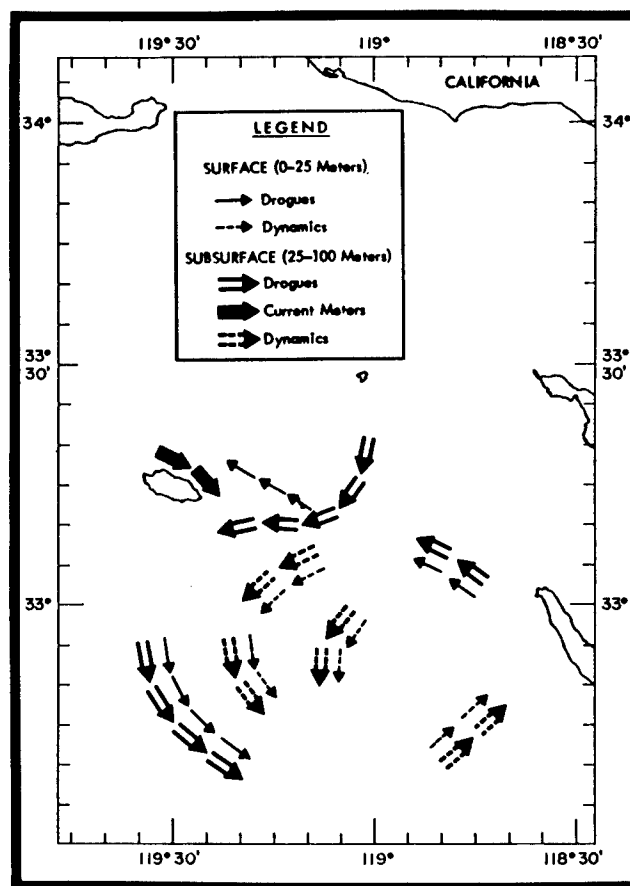 119° 30' 119° 118° 30'
CALIFORNIA
34° 34°
LEGEND
SURFACE (0-25 Meters)
Drogues
Dynamics
SUBSURFACE (25-100 Meters)
Drogues
Current Meters
Dynamics
33° 33°
30' 30'
33° 33°
119° 30' 119° 118° 30'